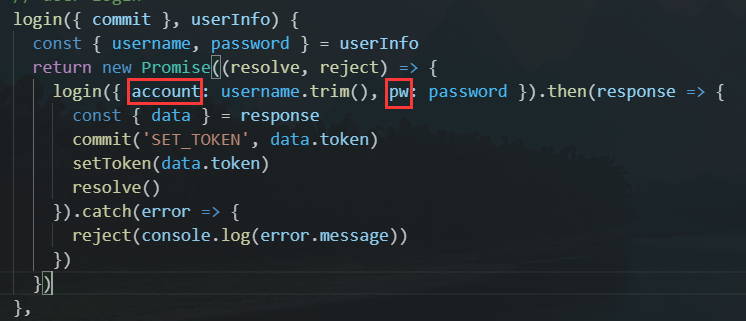 // user login
login({ commit }, userInfo) {
const { username, password } = userInfo
return new Promise((resolve, reject) => {
login({ account: username.trim(), pw: password }).then(response => {
const { data } = response
commit('SET_TOKEN', data.token)
setToken(data.token)
resolve()
}).catch(error => {
reject(console.log(error.message))
})
})
},